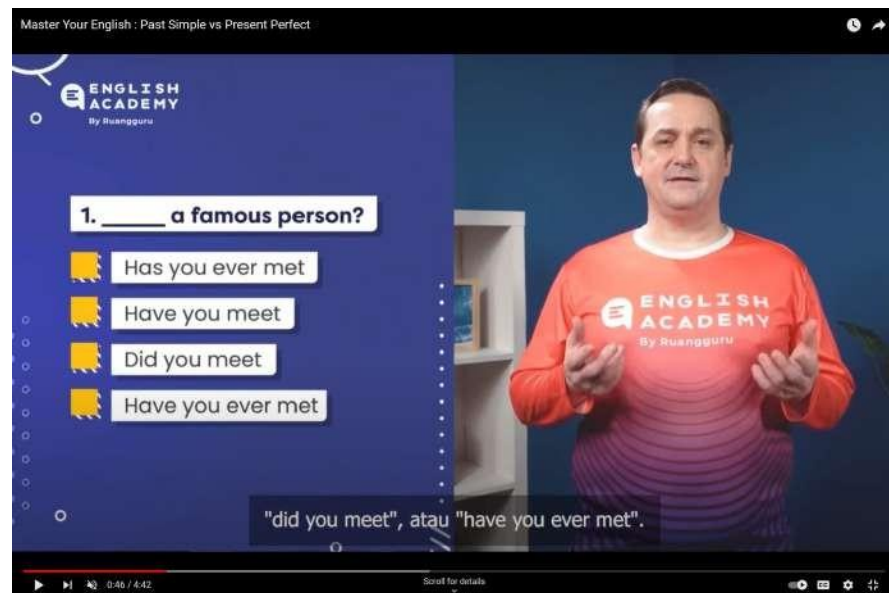 Master Your English : Past Simple vs Present Perfect
ENGLISH
ACADEMY
By Ruangguru
1. _____ a famous person?
Has you ever met
Have you meet
Did you meet
Have you ever met
ENGLISH
ACADEMY
By Ruangguru
"did you meet", atau "have you ever met".
0:46 / 4:42
Scroll for details